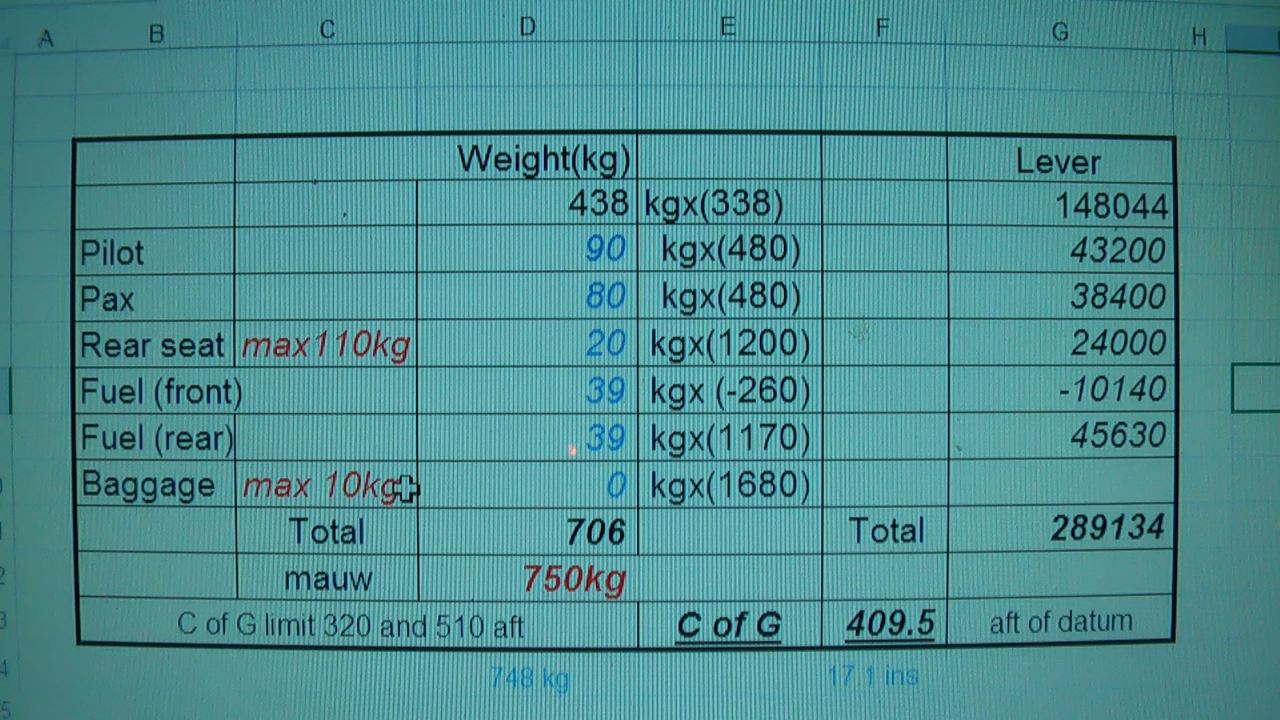 A B C D E F G H
Weight(kg) Lever
438 kgx(338) 148044
Pilot 90 kgx(480) 43200
Pax 80 kgx(480) 38400
Rear seat max110kg 20 kgx(1200) 24000
Fuel (front) 39 kgx (-260) -10140
Fuel (rear) 39 kgx(1170) 45630
Baggage max 10kg 0 kgx(1680)
Total 706 Total 289134
mauw 750kg
C of G limit 320 and 510 aft C of G 409.5 aft of datum
748 kg 17 1 ins